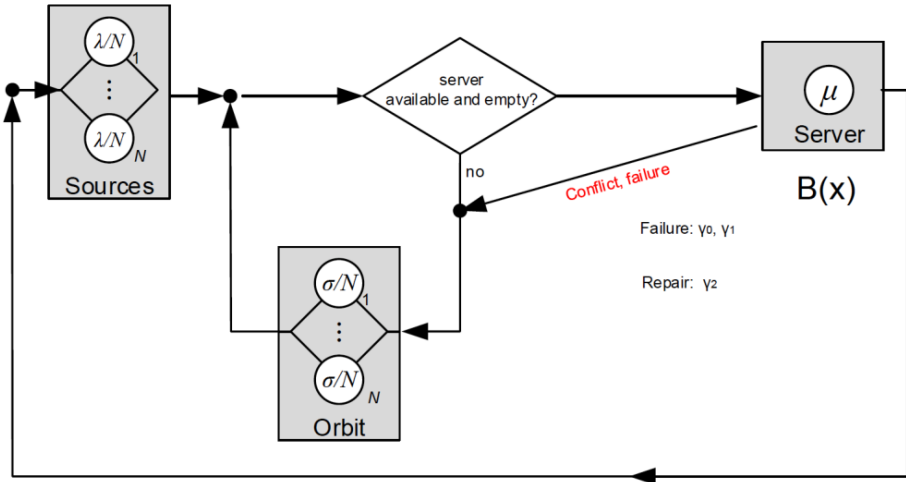 λ/N
1
⋮
λ/N
N
Sources
server
available and empty?
no
Conflict, failure
μ
Server
B(x)
Failure: γ₀, γ₁
Repair: γ₂
σ/N
1
⋮
σ/N
N
Orbit